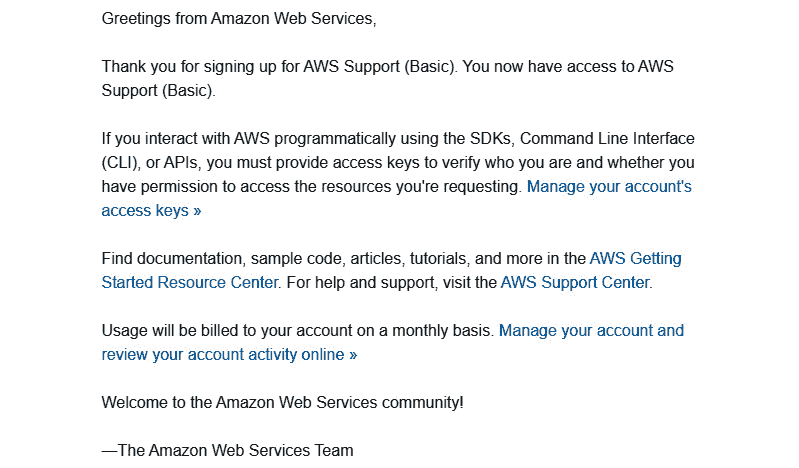 Greetings from Amazon Web Services,
Thank you for signing up for AWS Support (Basic). You now have access to AWS
Support (Basic).
If you interact with AWS programmatically using the SDKs, Command Line Interface
(CLI), or APIs, you must provide access keys to verify who you are and whether you
have permission to access the resources you're requesting. Manage your account's
access keys »
Find documentation, sample code, articles, tutorials, and more in the AWS Getting
Started Resource Center. For help and support, visit the AWS Support Center.
Usage will be billed to your account on a monthly basis. Manage your account and
review your account activity online »
Welcome to the Amazon Web Services community!
—The Amazon Web Services Team